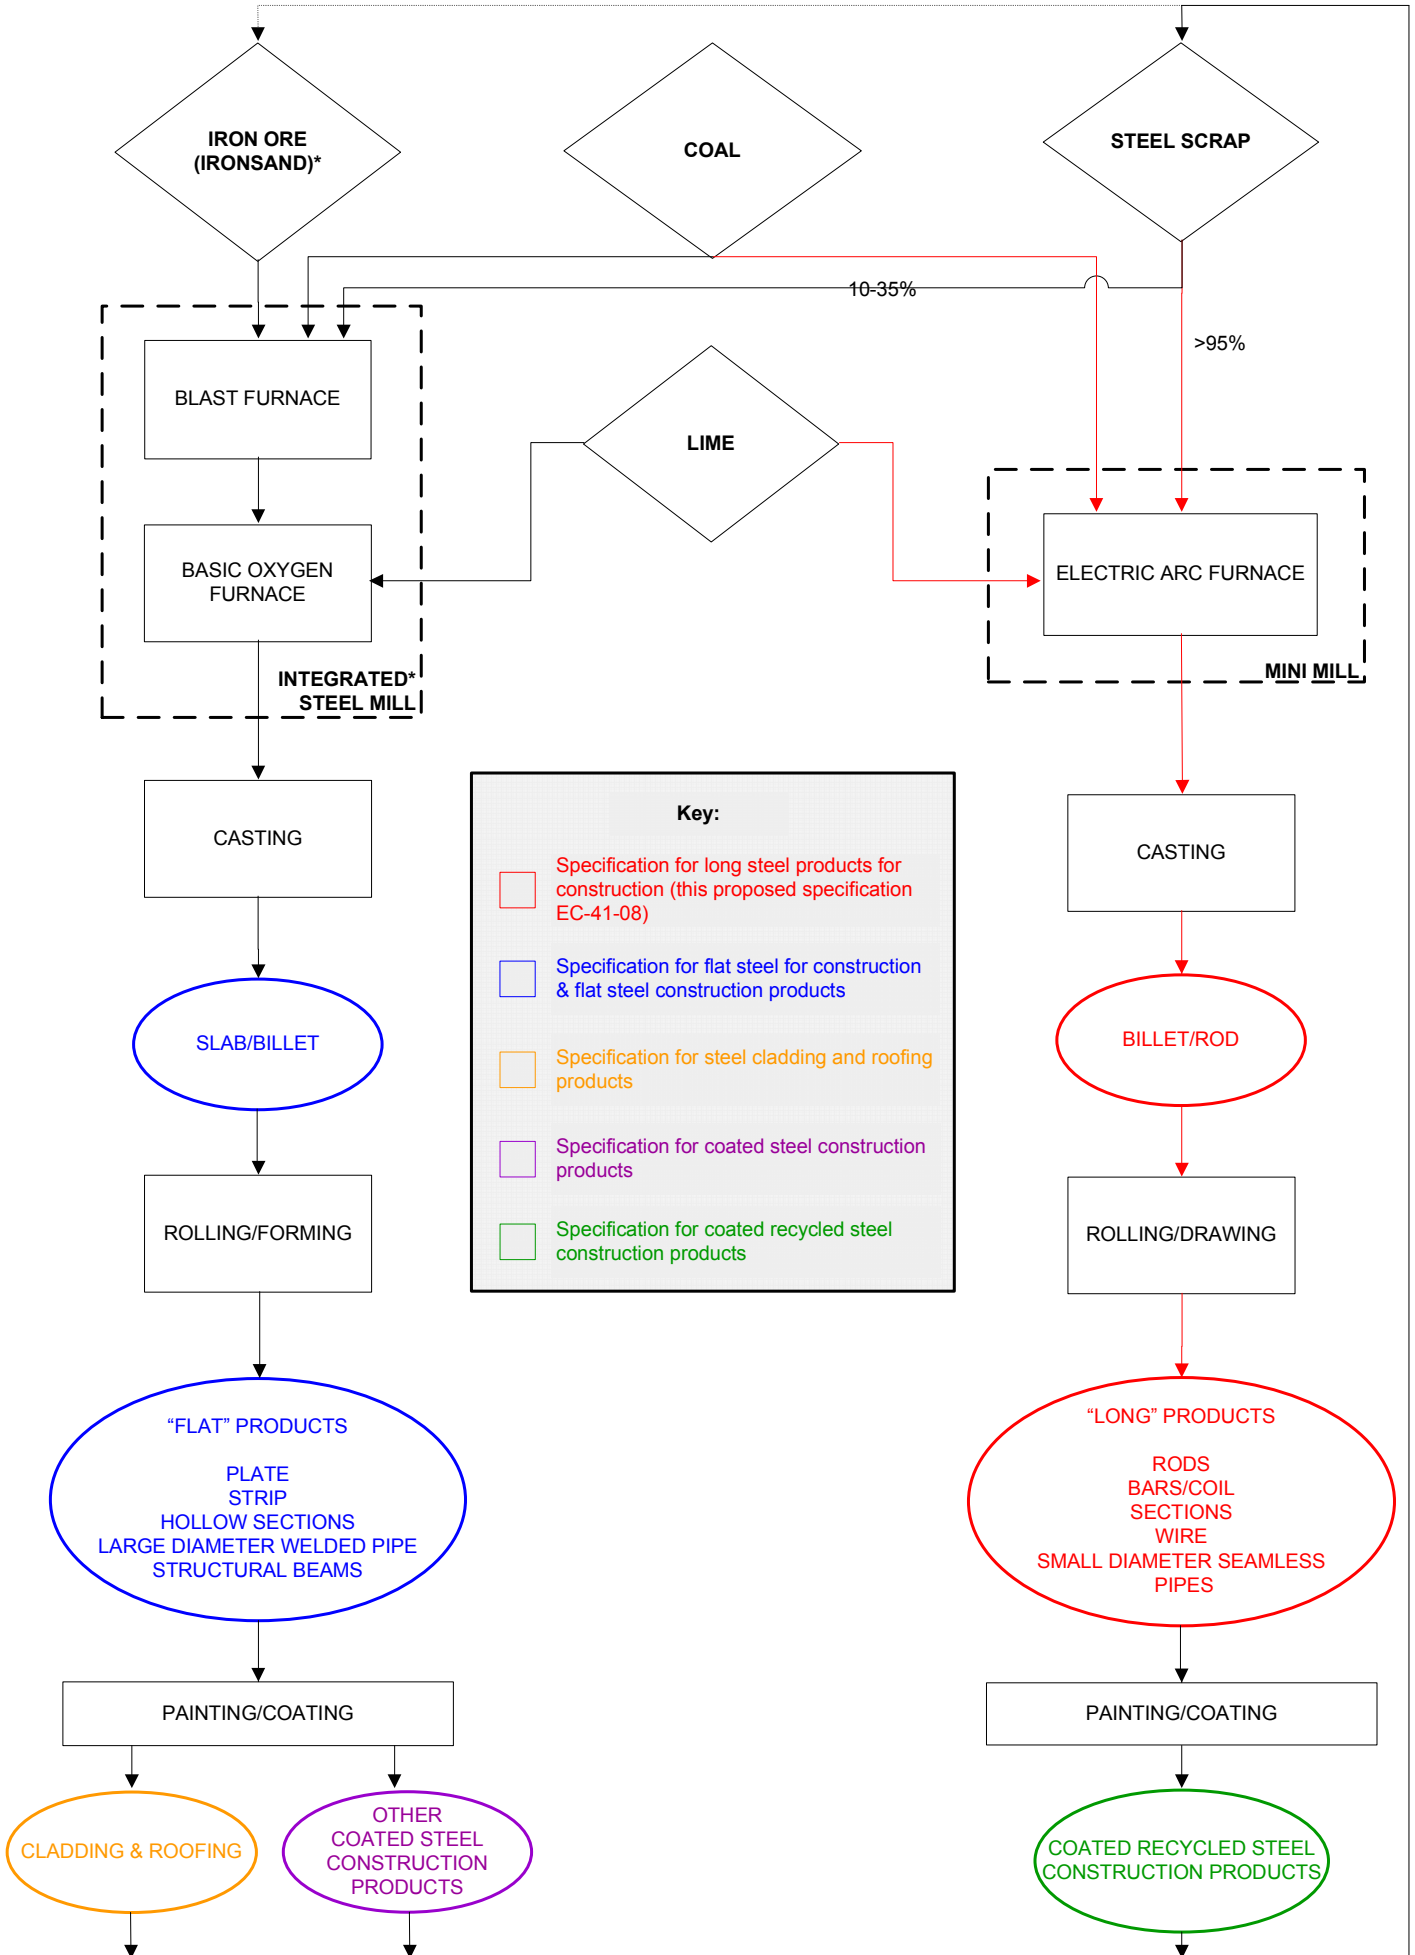 IRON ORE
(IRONSAND)*
COAL
STEEL SCRAP
10-35%
>95%
BLAST FURNACE
LIME
BASIC OXYGEN
FURNACE
ELECTRIC ARC FURNACE
INTEGRATED*
STEEL MILL
MINI MILL
CASTING
CASTING
Key:
Specification for long steel products for
construction (this proposed specification
EC-41-08)
Specification for flat steel for construction
& flat steel construction products
Specification for steel cladding and roofing
products
Specification for coated steel construction
products
Specification for coated recycled steel
construction products
SLAB/BILLET
BILLET/ROD
ROLLING/FORMING
ROLLING/DRAWING
“FLAT” PRODUCTS
PLATE
STRIP
HOLLOW SECTIONS
LARGE DIAMETER WELDED PIPE
STRUCTURAL BEAMS
“LONG” PRODUCTS
RODS
BARS/COIL
SECTIONS
WIRE
SMALL DIAMETER SEAMLESS
PIPES
PAINTING/COATING
PAINTING/COATING
CLADDING & ROOFING
OTHER
COATED STEEL
CONSTRUCTION
PRODUCTS
COATED RECYCLED STEEL
CONSTRUCTION PRODUCTS